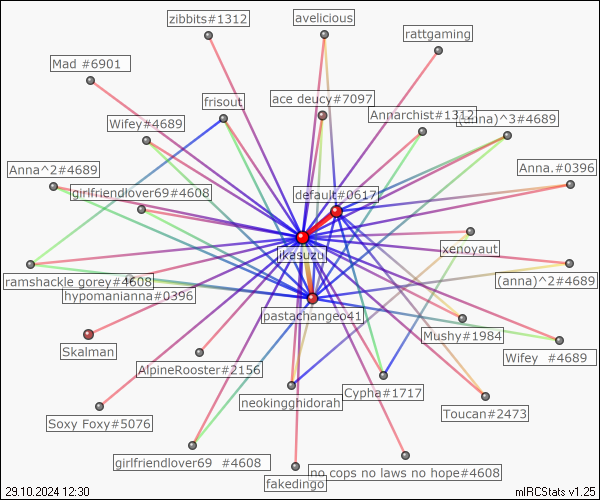 zibbits#1312
avelicious
rattgaming
Mad #6901
frisout
ace deucy#7097
Wifey#4689
Annarchist#1312
(anna)^3#4689
Anna^2#4689
Anna.#0396
girlfriendlover69#4608
default#0617
ikasuzu
xenoyaut
ramshackle gorey#4608
(anna)^2#4689
hypomanianna#0396
pastachangeo41
Skalman
Mushy#1984
Wifey #4689
AlpineRooster#2156
Cypha#1717
neokingghidorah
Toucan#2473
Soxy Foxy#5076
girlfriendlover69 #4608
no cops no laws no hope#4608
fakedingo
29.10.2024 12:30
mIRCStats v1.25